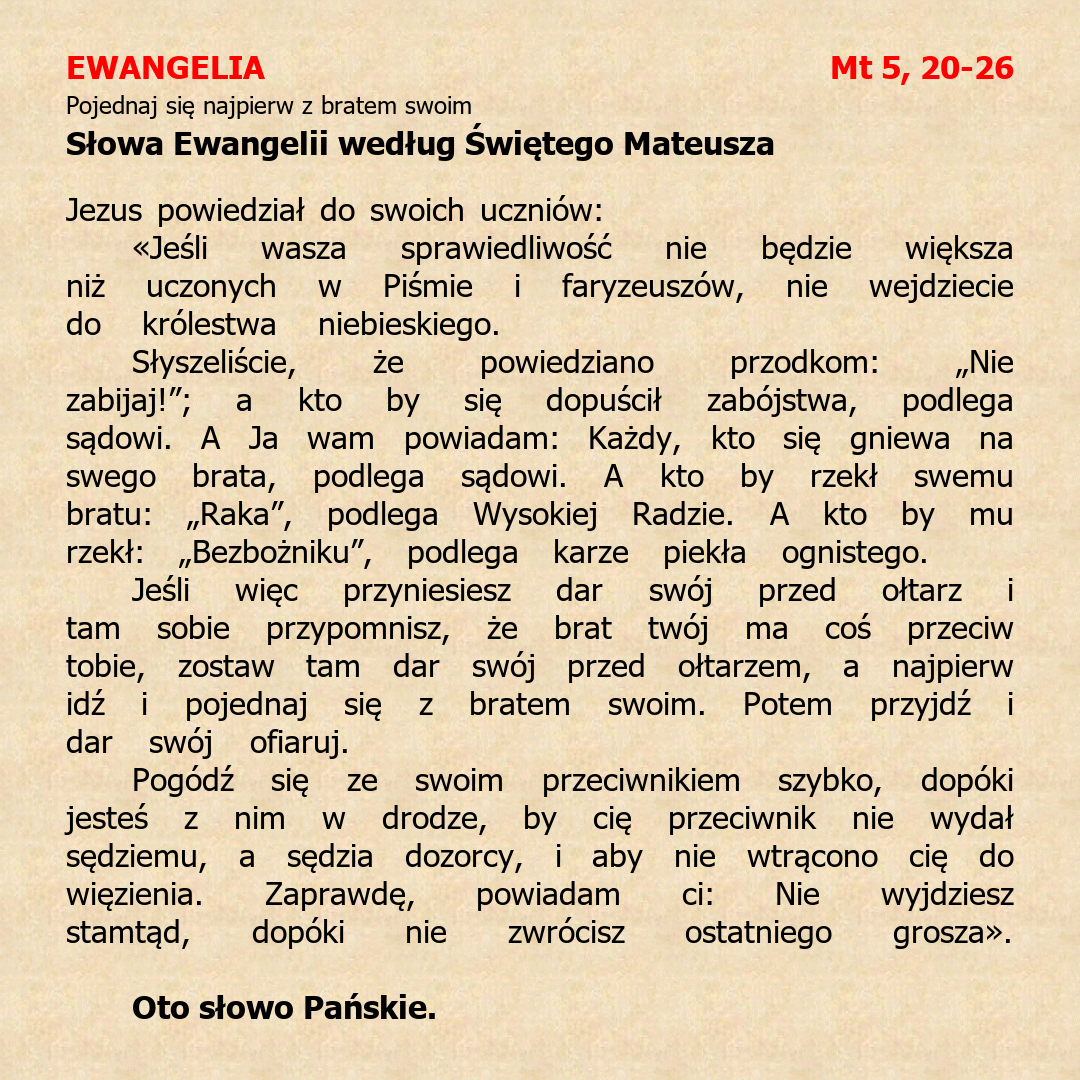 EWANGELIA Mt 5, 20-26
Pojednaj się najpierw z bratem swoim
Słowa Ewangelii według Świętego Mateusza
Jezus powiedział do swoich uczniów:
«Jeśli wasza sprawiedliwość nie będzie większa
niż uczonych w Piśmie i faryzeuszów, nie wejdziecie
do królestwa niebieskiego.
Słyszeliście, że powiedziano przodkom: „Nie
zabijaj!”; a kto by się dopuścił zabójstwa, podlega
sądowi. A Ja wam powiadam: Każdy, kto się gniewa na
swego brata, podlega sądowi. A kto by rzekł swemu
bratu: „Raka”, podlega Wysokiej Radzie. A kto by mu
rzekł: „Bezbożniku”, podlega karze piekła ognistego.
Jeśli więc przyniesiesz dar swój przed ołtarz i
tam sobie przypomnisz, że brat twój ma coś przeciw
tobie, zostaw tam dar swój przed ołtarzem, a najpierw
idź i pojednaj się z bratem swoim. Potem przyjdź i
dar swój ofiaruj.
Pogódź się ze swoim przeciwnikiem szybko, dopóki
jesteś z nim w drodze, by cię przeciwnik nie wydał
sędziemu, a sędzia dozorcy, i aby nie wtrącono cię do
więzienia. Zaprawdę, powiadam ci: Nie wyjdziesz
stamtąd, dopóki nie zwrócisz ostatniego grosza».
Oto słowo Pańskie.